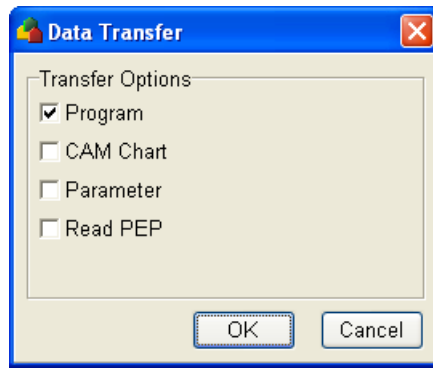 Data Transfer
Transfer Options
Program
CAM Chart
Parameter
Read PEP
OK Cancel